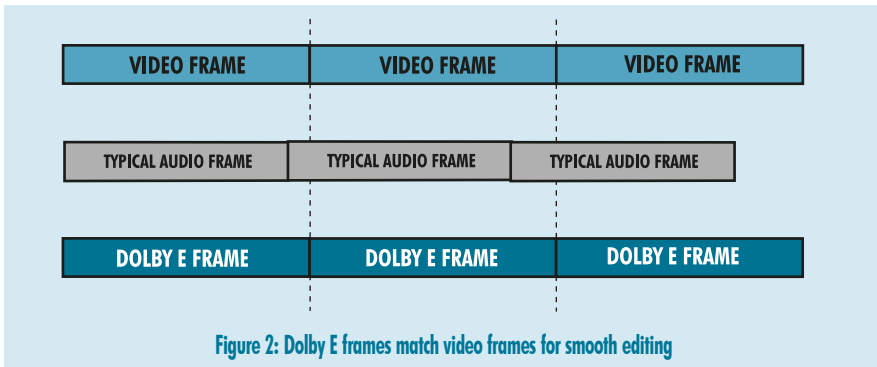 VIDEO FRAME VIDEO FRAME VIDEO FRAME
TYPICAL AUDIO FRAME TYPICAL AUDIO FRAME TYPICAL AUDIO FRAME
DOLBY E FRAME DOLBY E FRAME DOLBY E FRAME
Figure 2: Dolby E frames match video frames for smooth editing